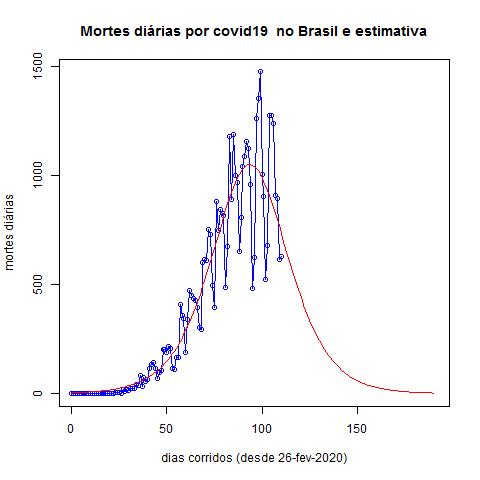 Mortes diárias por covid19 no Brasil e estimativa
mortes diárias
1500
1000
500
0
0
50
100
150
dias corridos (desde 26-fev-2020)